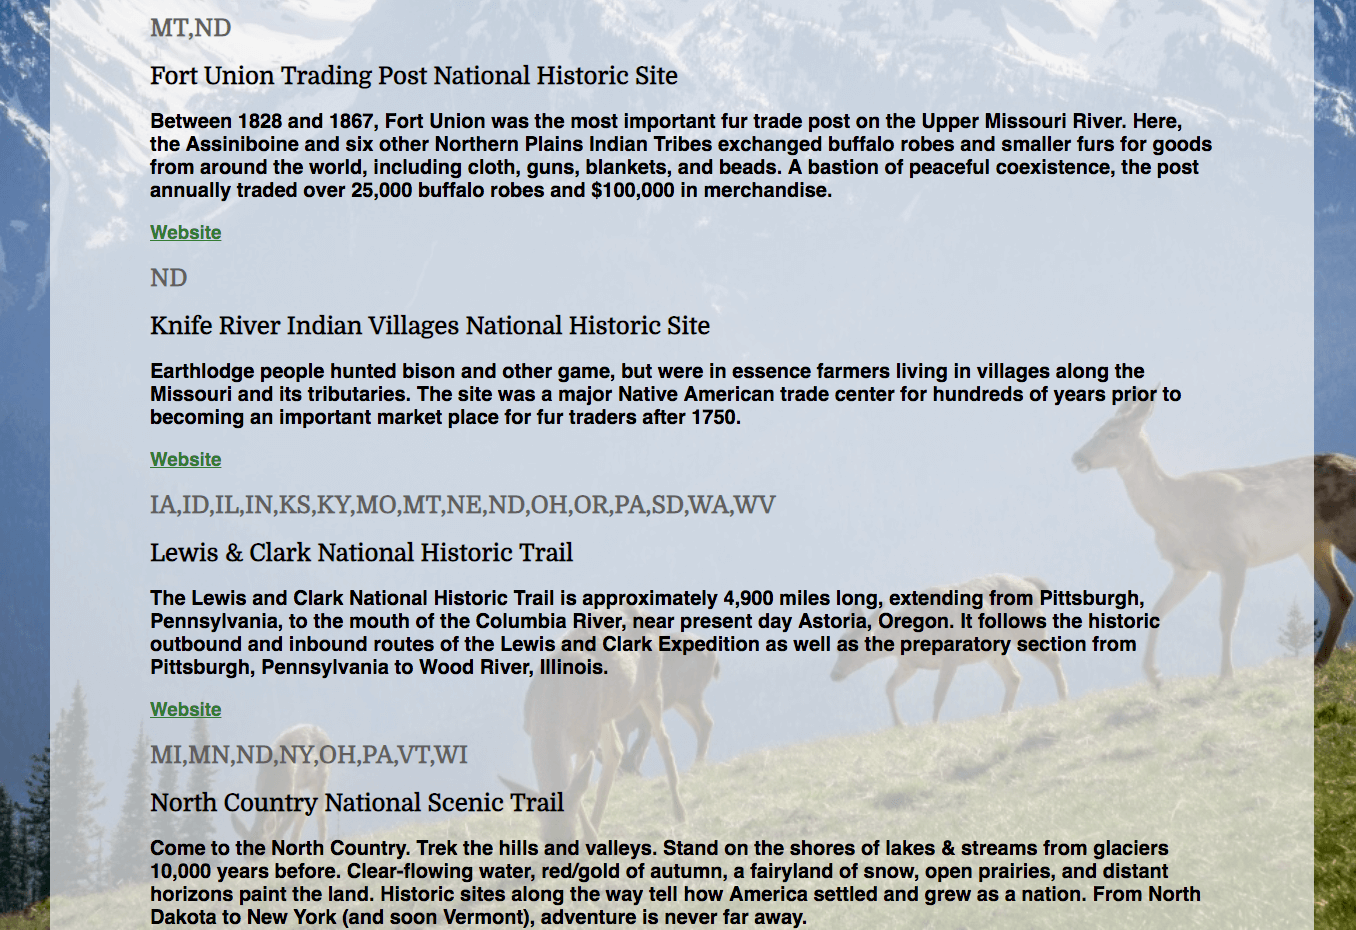 MT,ND
Fort Union Trading Post National Historic Site
Between 1828 and 1867, Fort Union was the most important fur trade post on the Upper Missouri River. Here,
the Assiniboine and six other Northern Plains Indian Tribes exchanged buffalo robes and smaller furs for goods
from around the world, including cloth, guns, blankets, and beads. A bastion of peaceful coexistence, the post
annually traded over 25,000 buffalo robes and $100,000 in merchandise.
Website
ND
Knife River Indian Villages National Historic Site
Earthlodge people hunted bison and other game, but were in essence farmers living in villages along the
Missouri and its tributaries. The site was a major Native American trade center for hundreds of years prior to
becoming an important market place for fur traders after 1750.
Website
IA,ID,IL,IN,KS,KY,MO,MT,NE,ND,OH,OR,PA,SD,WA,WV
Lewis & Clark National Historic Trail
The Lewis and Clark National Historic Trail is approximately 4,900 miles long, extending from Pittsburgh,
Pennsylvania, to the mouth of the Columbia River, near present day Astoria, Oregon. It follows the historic
outbound and inbound routes of the Lewis and Clark Expedition as well as the preparatory section from
Pittsburgh, Pennsylvania to Wood River, Illinois.
Website
MI,MN,ND,NY,OH,PA,VT,WI
North Country National Scenic Trail
Come to the North Country. Trek the hills and valleys. Stand on the shores of lakes & streams from glaciers
10,000 years before. Clear-flowing water, red/gold of autumn, a fairyland of snow, open prairies, and distant
horizons paint the land. Historic sites along the way tell how America settled and grew as a nation. From North
Dakota to New York (and soon Vermont), adventure is never far away.